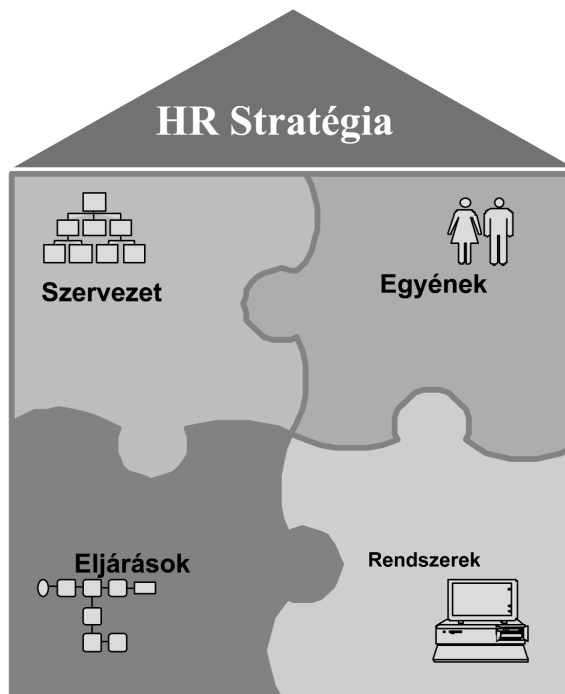 HR Stratégia
Szervezet
Egyének
Eljárások
Rendszerek